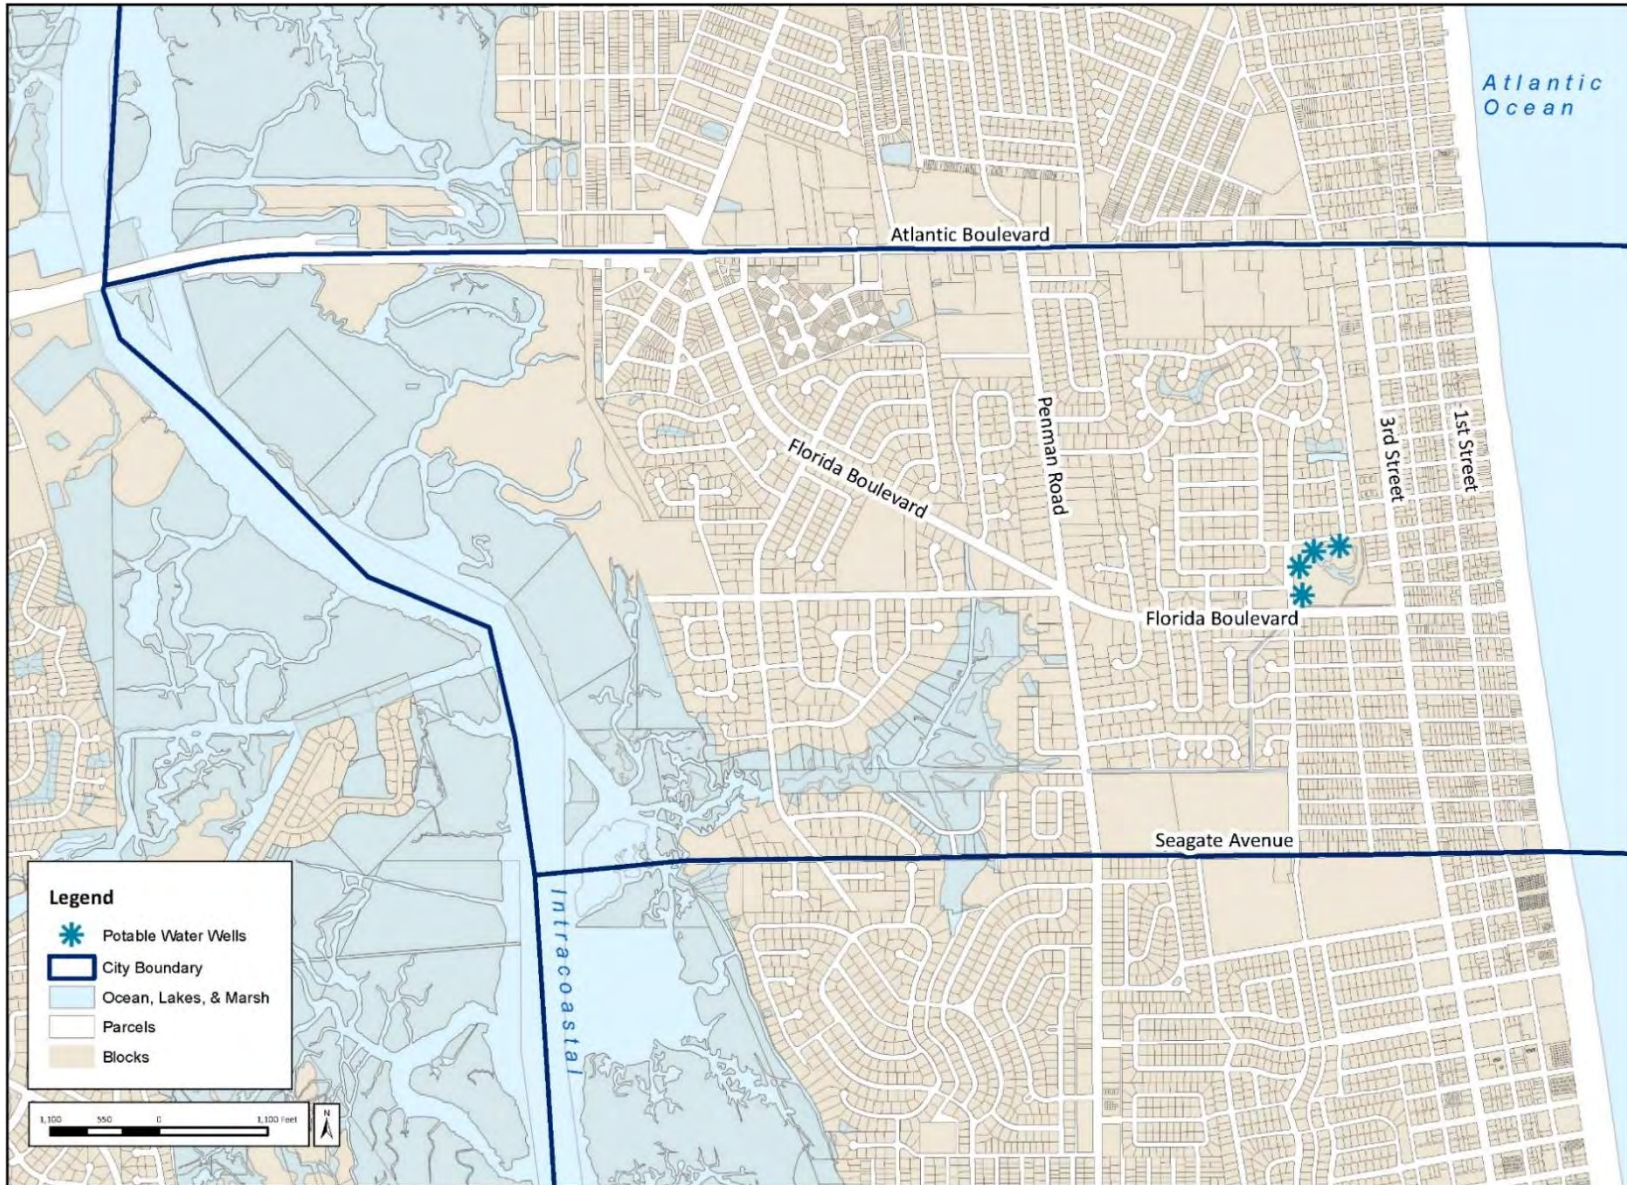 Atlantic
Ocean
Atlantic Boulevard
Penman Road
3rd Street
1st Street
Florida Boulevard
Florida Boulevard
Seagate Avenue
Intracoastal
Legend
Potable Water Wells
City Boundary
Ocean, Lakes, & Marsh
Parcels
Blocks
1,100 550 0 1,100 Feet
N